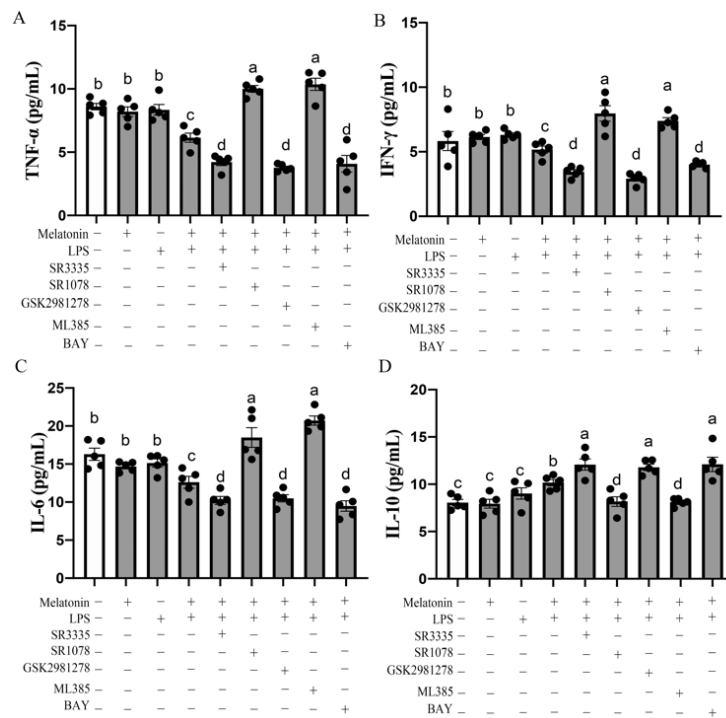 A
TNF-α (pg/mL)
15
10
5
0
b b b c d a d a d
Melatonin − + − + + + + + +
LPS − − + + + + + + +
SR3335 − − − − + − − − −
SR1078 − − − − − + − − −
GSK2981278 − − − − − − + − −
ML385 − − − − − − − + −
BAY − − − − − − − − +
B
IFN-γ (pg/mL)
15
10
5
0
b b b c d a d a d
Melatonin − + − + + + + + +
LPS − − + + + + + + +
SR3335 − − − − + − − − −
SR1078 − − − − − + − − −
GSK2981278 − − − − − − + − −
ML385 − − − − − − − + −
BAY − − − − − − − − +
C
IL-6 (pg/mL)
25
20
15
10
5
0
b b b c d a d a d
Melatonin − + − + + + + + +
LPS − − + + + + + + +
SR3335 − − − − + − − − −
SR1078 − − − − − + − − −
GSK2981278 − − − − − − + − −
ML385 − − − − − − − + −
BAY − − − − − − − − +
D
IL-10 (pg/mL)
20
15
10
5
0
c c c b a d a d a
Melatonin − + − + + + + + +
LPS − − + + + + + + +
SR3335 − − − − + − − − −
SR1078 − − − − − + − − −
GSK2981278 − − − − − − + − −
ML385 − − − − − − − + −
BAY − − − − − − − − +